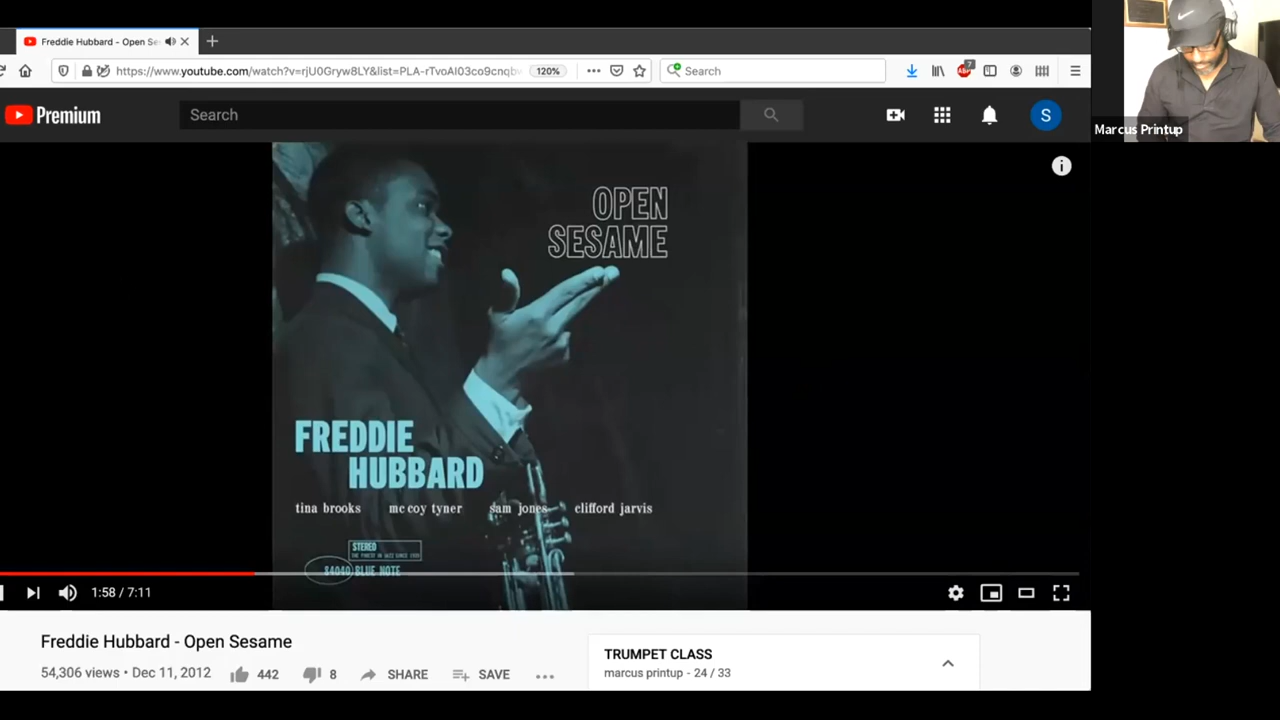 Freddie Hubbard - Open Se
https://www.youtube.com/watch?v=rjU0Gryw8LY&list=PLA-rTvoAI03co9cnqb
120%
Search
7
Premium
Search
S
Marcus Printup
OPEN
SESAME
FREDDIE
HUBBARD
tina brooks mc coy tyner sam jones clifford jarvis
STEREO
84040 BLUE NOTE
1:58 / 7:11
Freddie Hubbard - Open Sesame
54,306 views • Dec 11, 2012
442
8
SHARE
SAVE
TRUMPET CLASS
marcus printup - 24 / 33